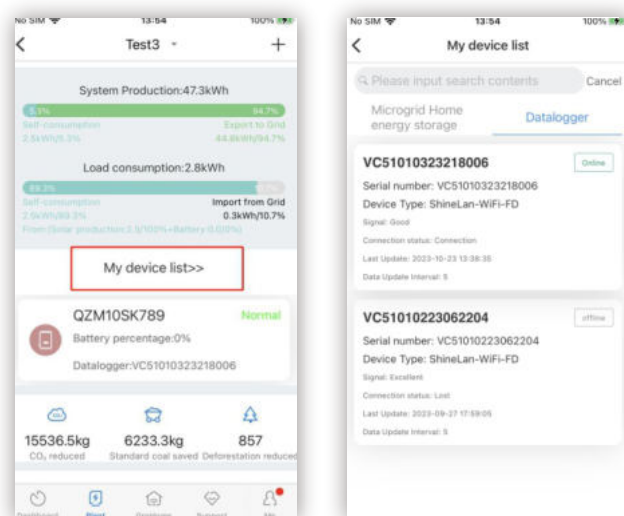 No SIM
13:54
100%
Test3
System Production:47.3kWh
5.3%
94.7%
Self-consumption
Export to Grid
2.5kWh/5.3%
44.8kWh/94.7%
Load consumption:2.8kWh
89.3%
Self-consumption
Import from Grid
2.5kWh/89.3%
0.3kWh/10.7%
My device list>>
QZM10SK789
Normal
Battery percentage:0%
Datalogger:VC51010323218006
15536.5kg
6233.3kg
857
CO₂ reduced
Standard coal saved
Deforestation reduced
Dashboard
Plant
Support
Me
No SIM
13:54
100%
My device list
Please input search contents
Cancel
Microgrid Home
energy storage
Datalogger
VC51010323218006
Online
Serial number: VC51010323218006
Device Type: ShineLan-WiFi-FD
Signal: Good
Connection status: Connection
Last Update: 2023-10-23 13:38:35
Data Update Interval: 5
VC51010223062204
offline
Serial number: VC51010223062204
Device Type: ShineLan-WiFi-FD
Signal: Excellent
Connection status: Lost
Last Update: 2023-09-27 17:59:05
Data Update Interval: 5